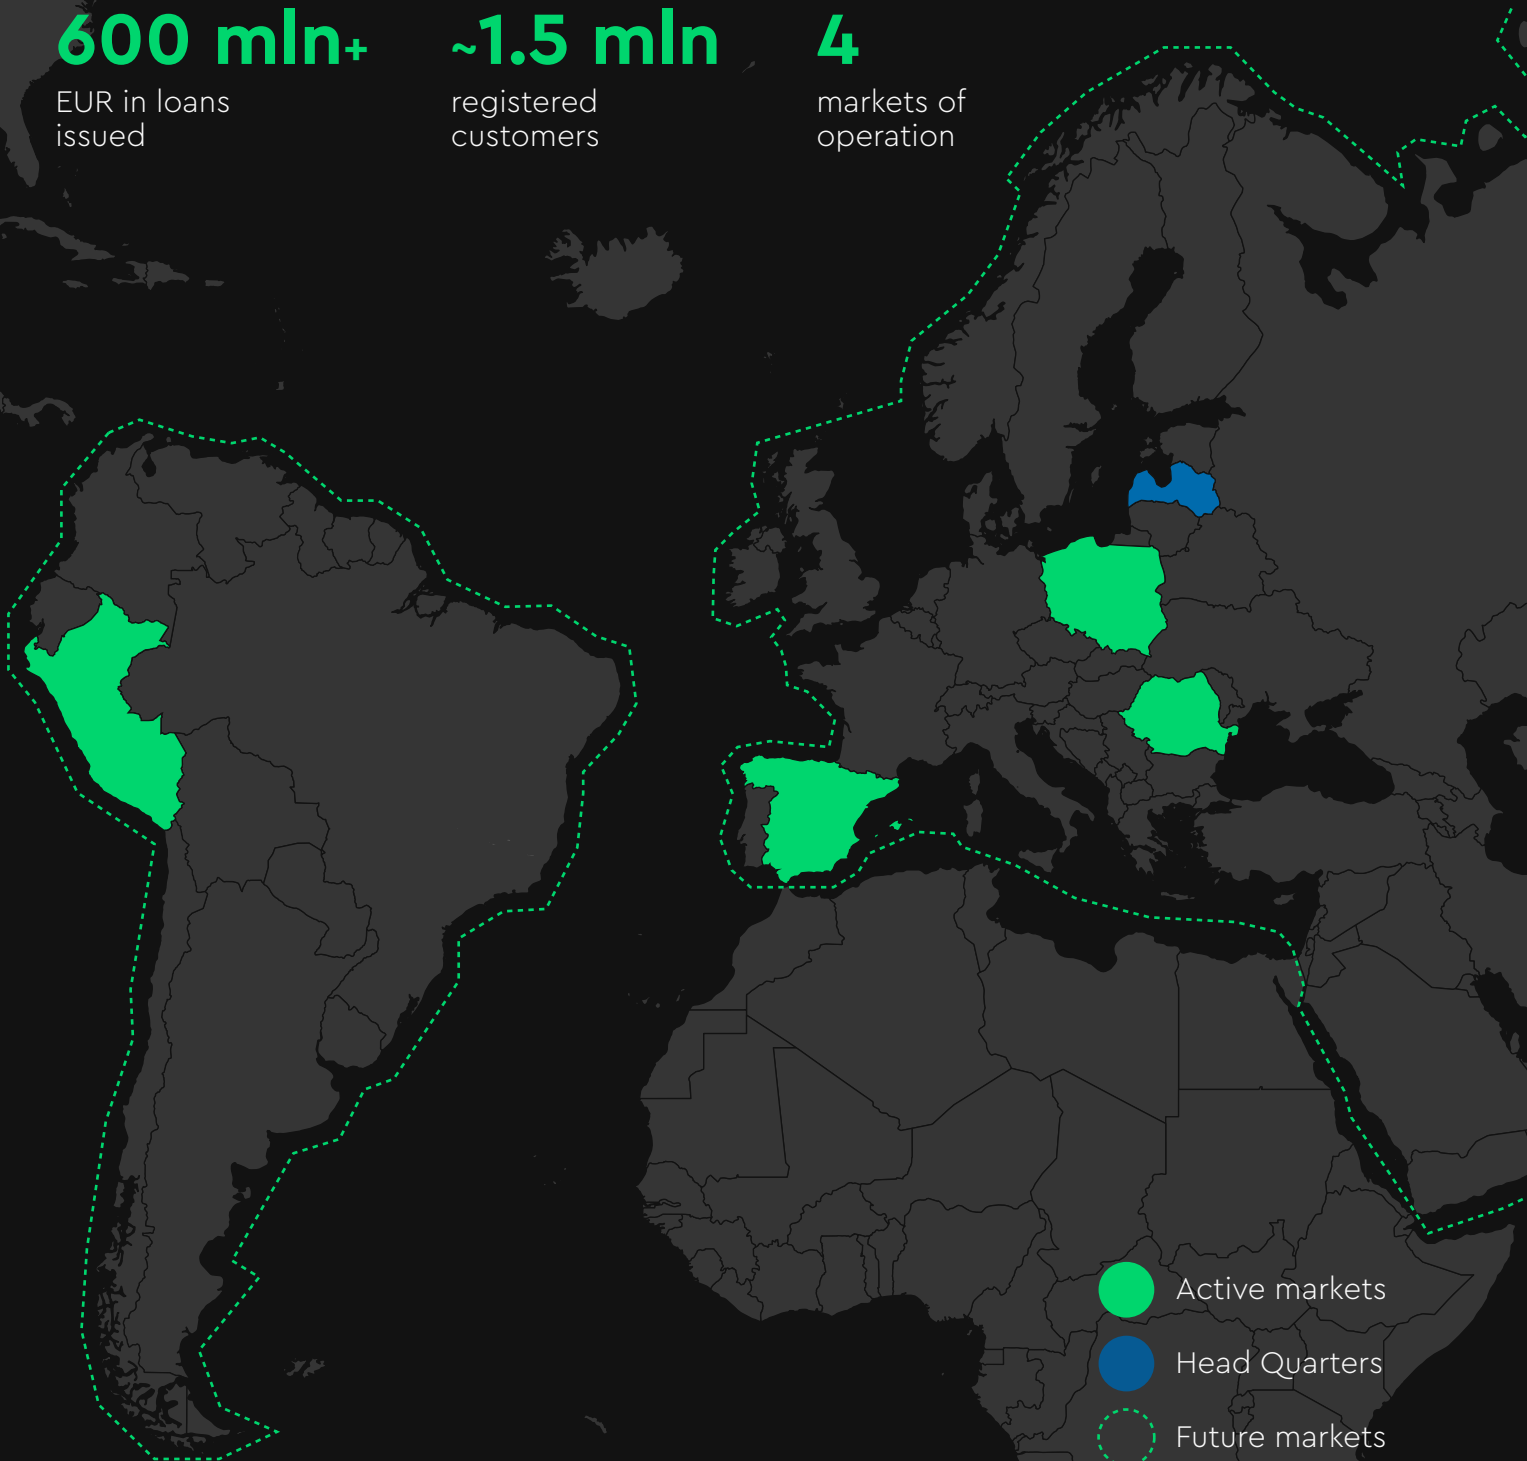 600 mln+
EUR in loans
issued
~1.5 mln
registered
customers
4
markets of
operation
Active markets
Head Quarters
Future markets